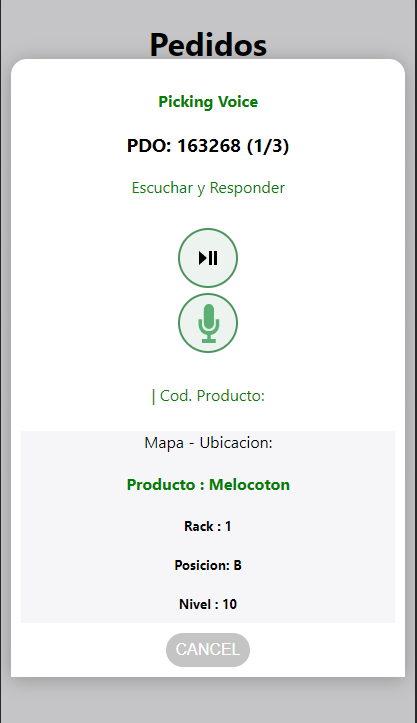 Pedidos
Picking Voice
PDO: 163268 (1/3)
Escuchar y Responder
| Cod. Producto:
Mapa - Ubicacion:
Producto : Melocoton
Rack : 1
Posicion: B
Nivel : 10
CANCEL